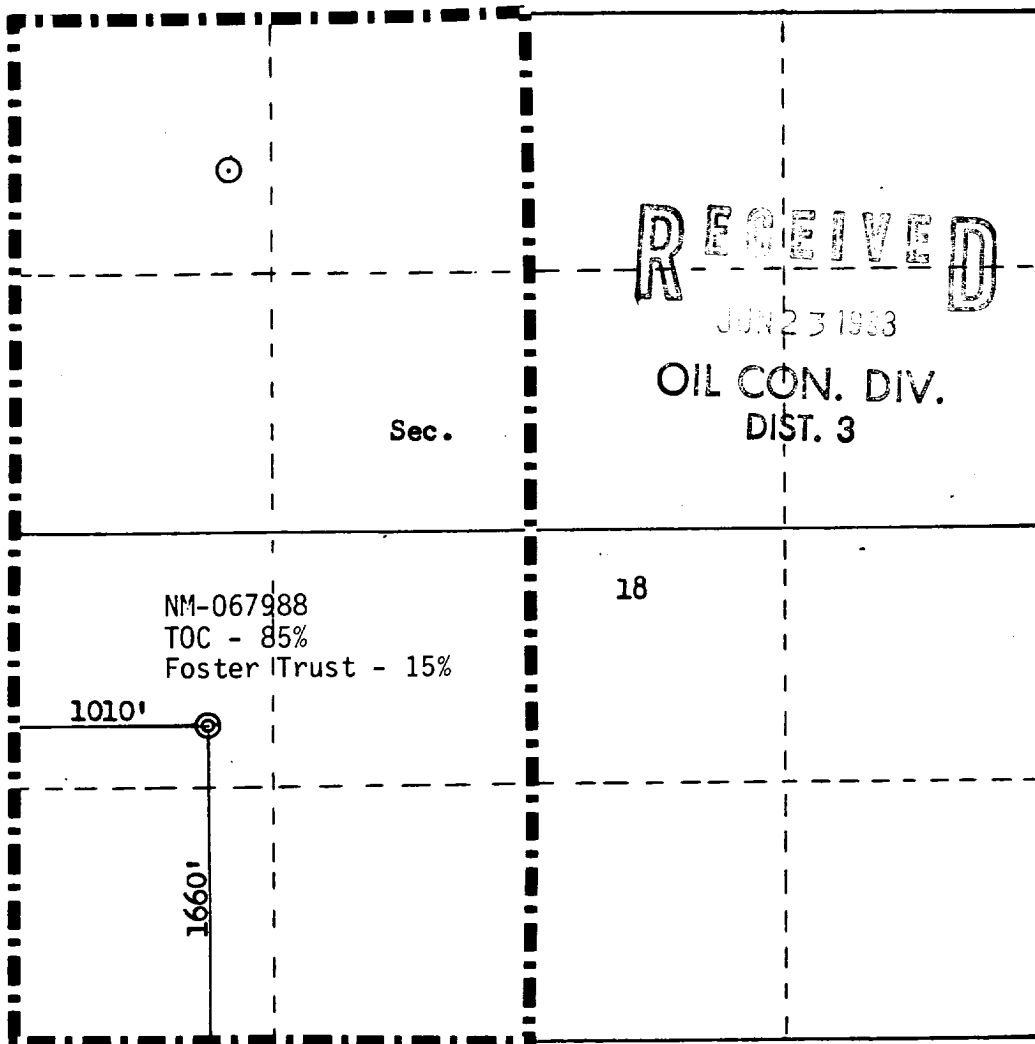 RECEIVED
JUN 23 1983
OIL CON. DIV.
DIST. 3
Sec.
18
NM-067988
TOC - 85%
Foster Trust - 15%
1010'
1660'